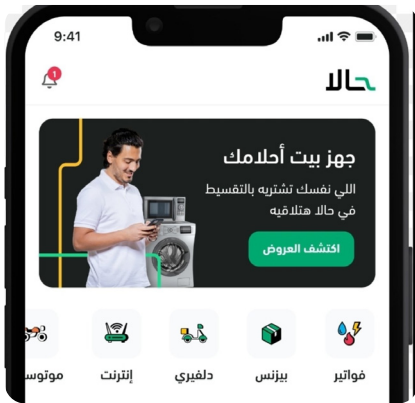 9:41
1
حالا
جهز بيت أحلامك
اللي نفسك تشتريه بالتقسيط
في حالا هتلاقيه
اكتشف العروض
فواتير
بيزنس
دلفيري
إنترنت
موتوس